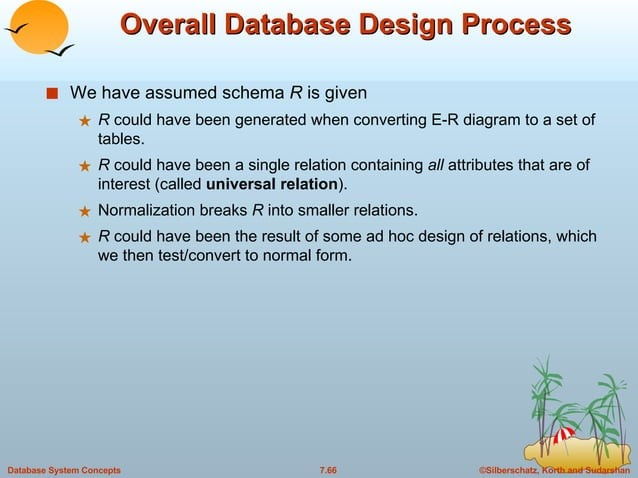 Overall Database Design Process
We have assumed schema R is given
R could have been generated when converting E-R diagram to a set of
tables.
R could have been a single relation containing all attributes that are of
interest (called universal relation).
Normalization breaks R into smaller relations.
R could have been the result of some ad hoc design of relations, which
we then test/convert to normal form.
Database System Concepts
7.66
©Silberschatz, Korth and Sudarshan